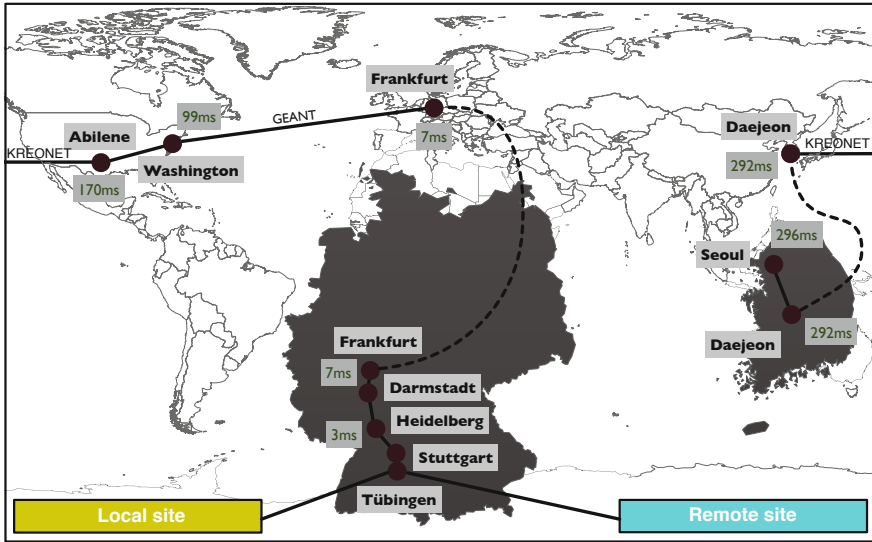 Frankfurt
99ms
GEANT
Abilene
7ms
Daejeon
KREONET
KREONET
Washington
292ms
170ms
296ms
Seoul
Daejeon
292ms
Frankfurt
7ms
Darmstadt
Heidelberg
3ms
Stuttgart
Tübingen
Local site
Remote site